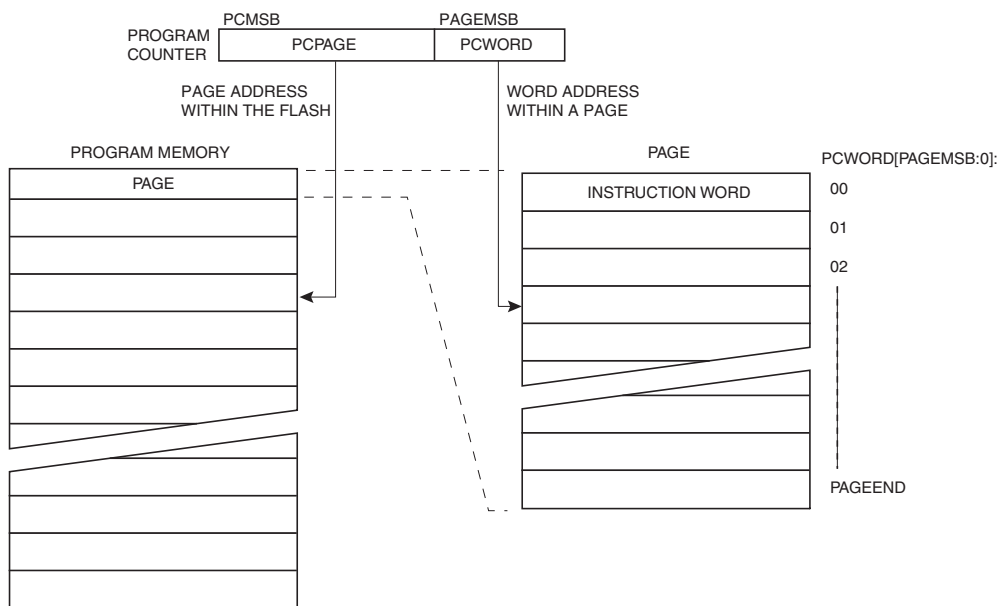 PCMSB
PAGEMSB
PROGRAM
COUNTER
PCPAGE
PCWORD
PAGE ADDRESS
WITHIN THE FLASH
WORD ADDRESS
WITHIN A PAGE
PROGRAM MEMORY
PAGE
PAGE
PCWORD[PAGEMSB:0]:
INSTRUCTION WORD
00
01
02
PAGEEND